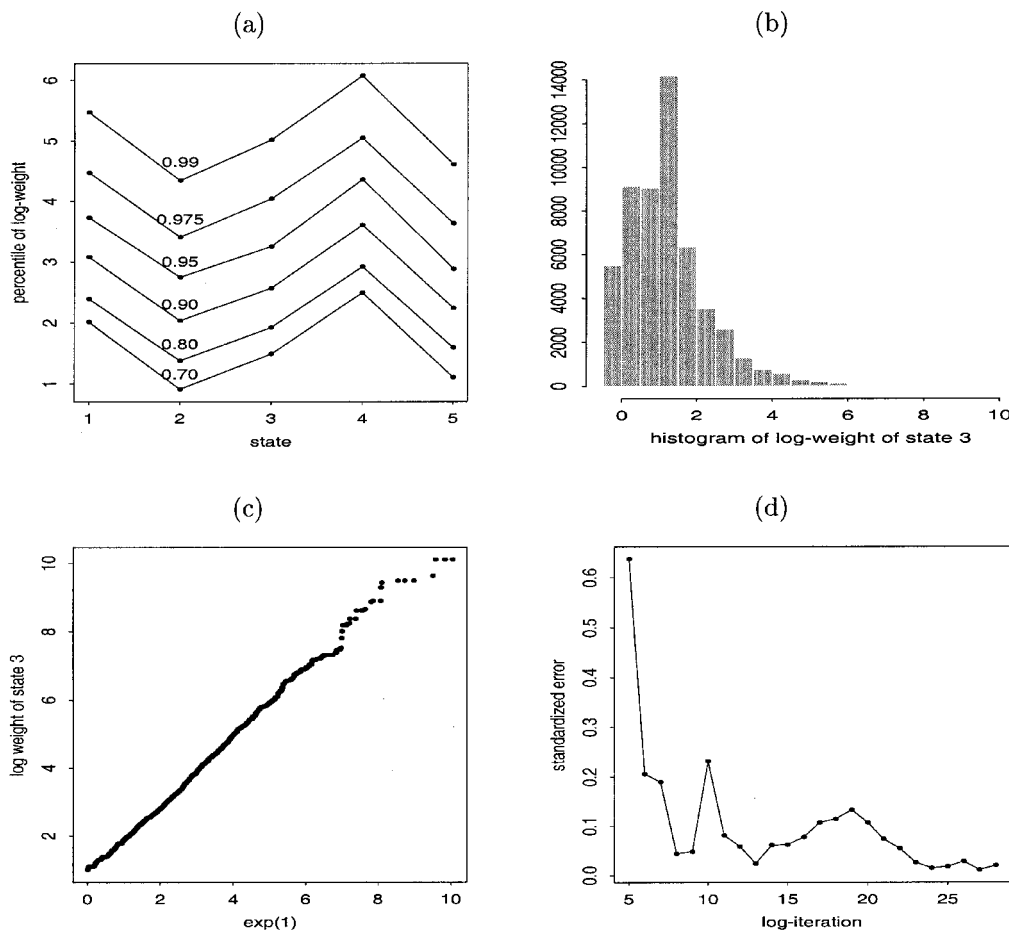 (a)
percentile of log-weight
6
5
4
3
2
1
0.99
0.975
0.95
0.90
0.80
0.70
1 2 3 4 5
state
(b)
14000
12000
10000
8000
6000
4000
2000
0
0 2 4 6 8 10
histogram of log-weight of state 3
(c)
log weight of state 3
10
8
6
4
2
0 2 4 6 8 10
exp(1)
(d)
standardized error
0.6
0.5
0.4
0.3
0.2
0.1
0.0
5 10 15 20 25
log-iteration